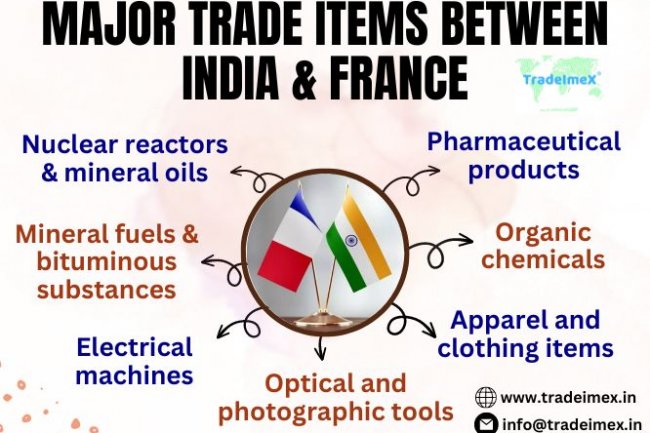 MAJOR TRADE ITEMS BETWEEN
INDIA & FRANCE
TradeImeX
Nuclear reactors
& mineral oils
Pharmaceutical
products
Mineral fuels &
bituminous
substances
Organic
chemicals
Electrical
machines
Apparel and
clothing items
Optical and
photographic tools
www.tradeimex.in
info@tradeimex.in